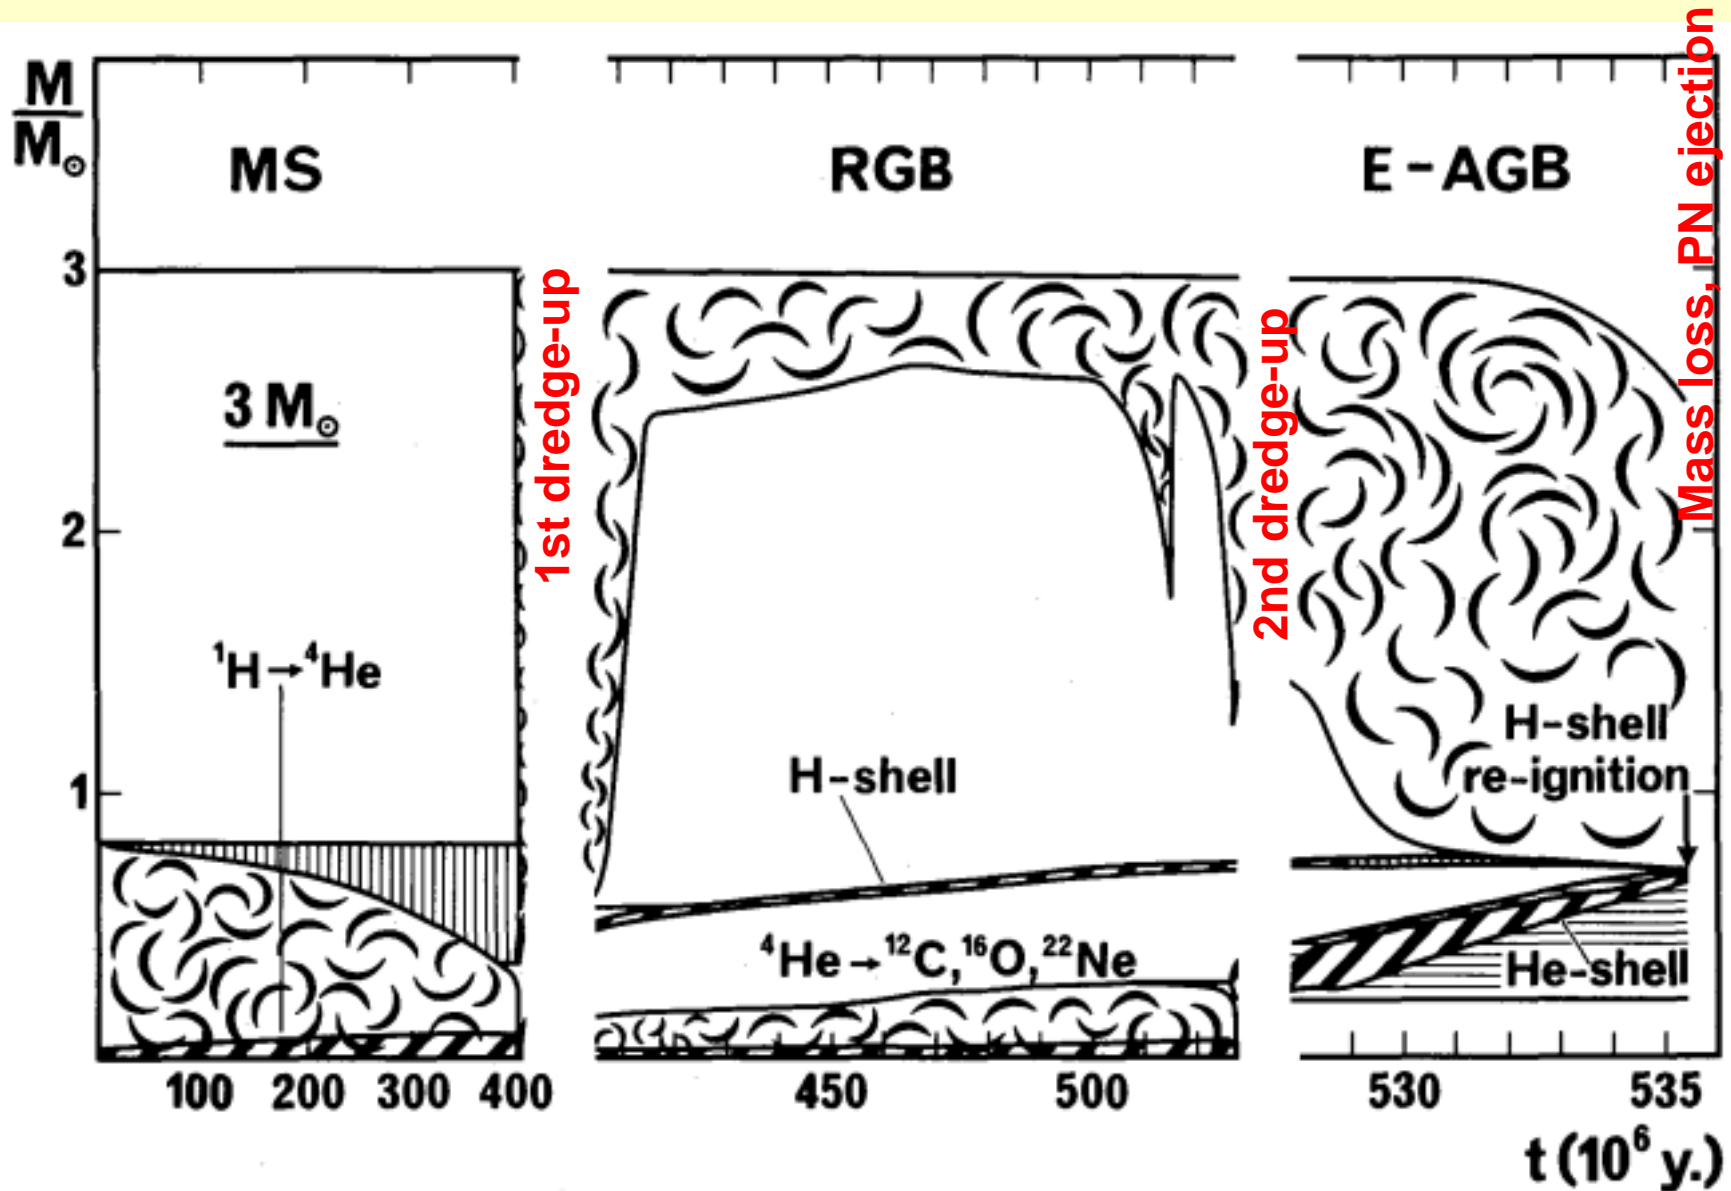 M
M☉
MS
RGB
E-AGB
3
2
1
3 M☉
¹H→⁴He
1st dredge-up
H-shell
⁴He→¹²C,¹⁶O,²²Ne
2nd dredge-up
Mass loss, PN ejection
H-shell
re-ignition
He-shell
100 200 300 400
450 500
530 535
t (10⁶ y.)